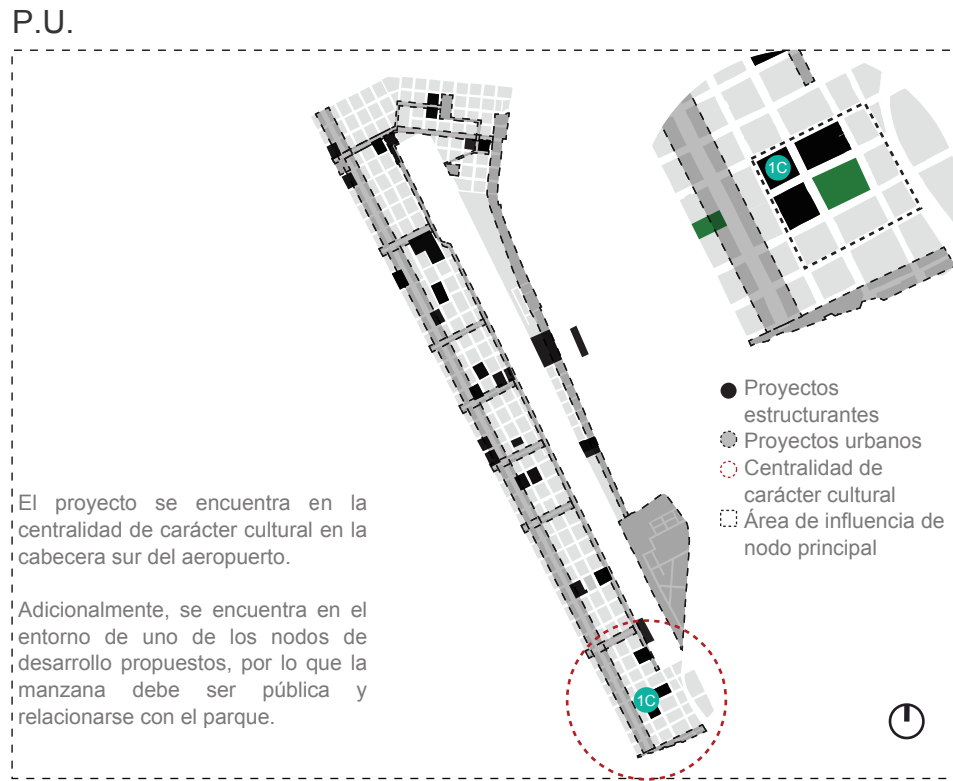 P.U.
1C
Proyectos
estructurantes
Proyectos urbanos
Centralidad de
carácter cultural
Área de influencia de
nodo principal
El proyecto se encuentra en la
centralidad de carácter cultural en la
cabecera sur del aeropuerto.
Adicionalmente, se encuentra en el
entorno de uno de los nodos de
desarrollo propuestos, por lo que la
manzana debe ser pública y
relacionarse con el parque.
1C